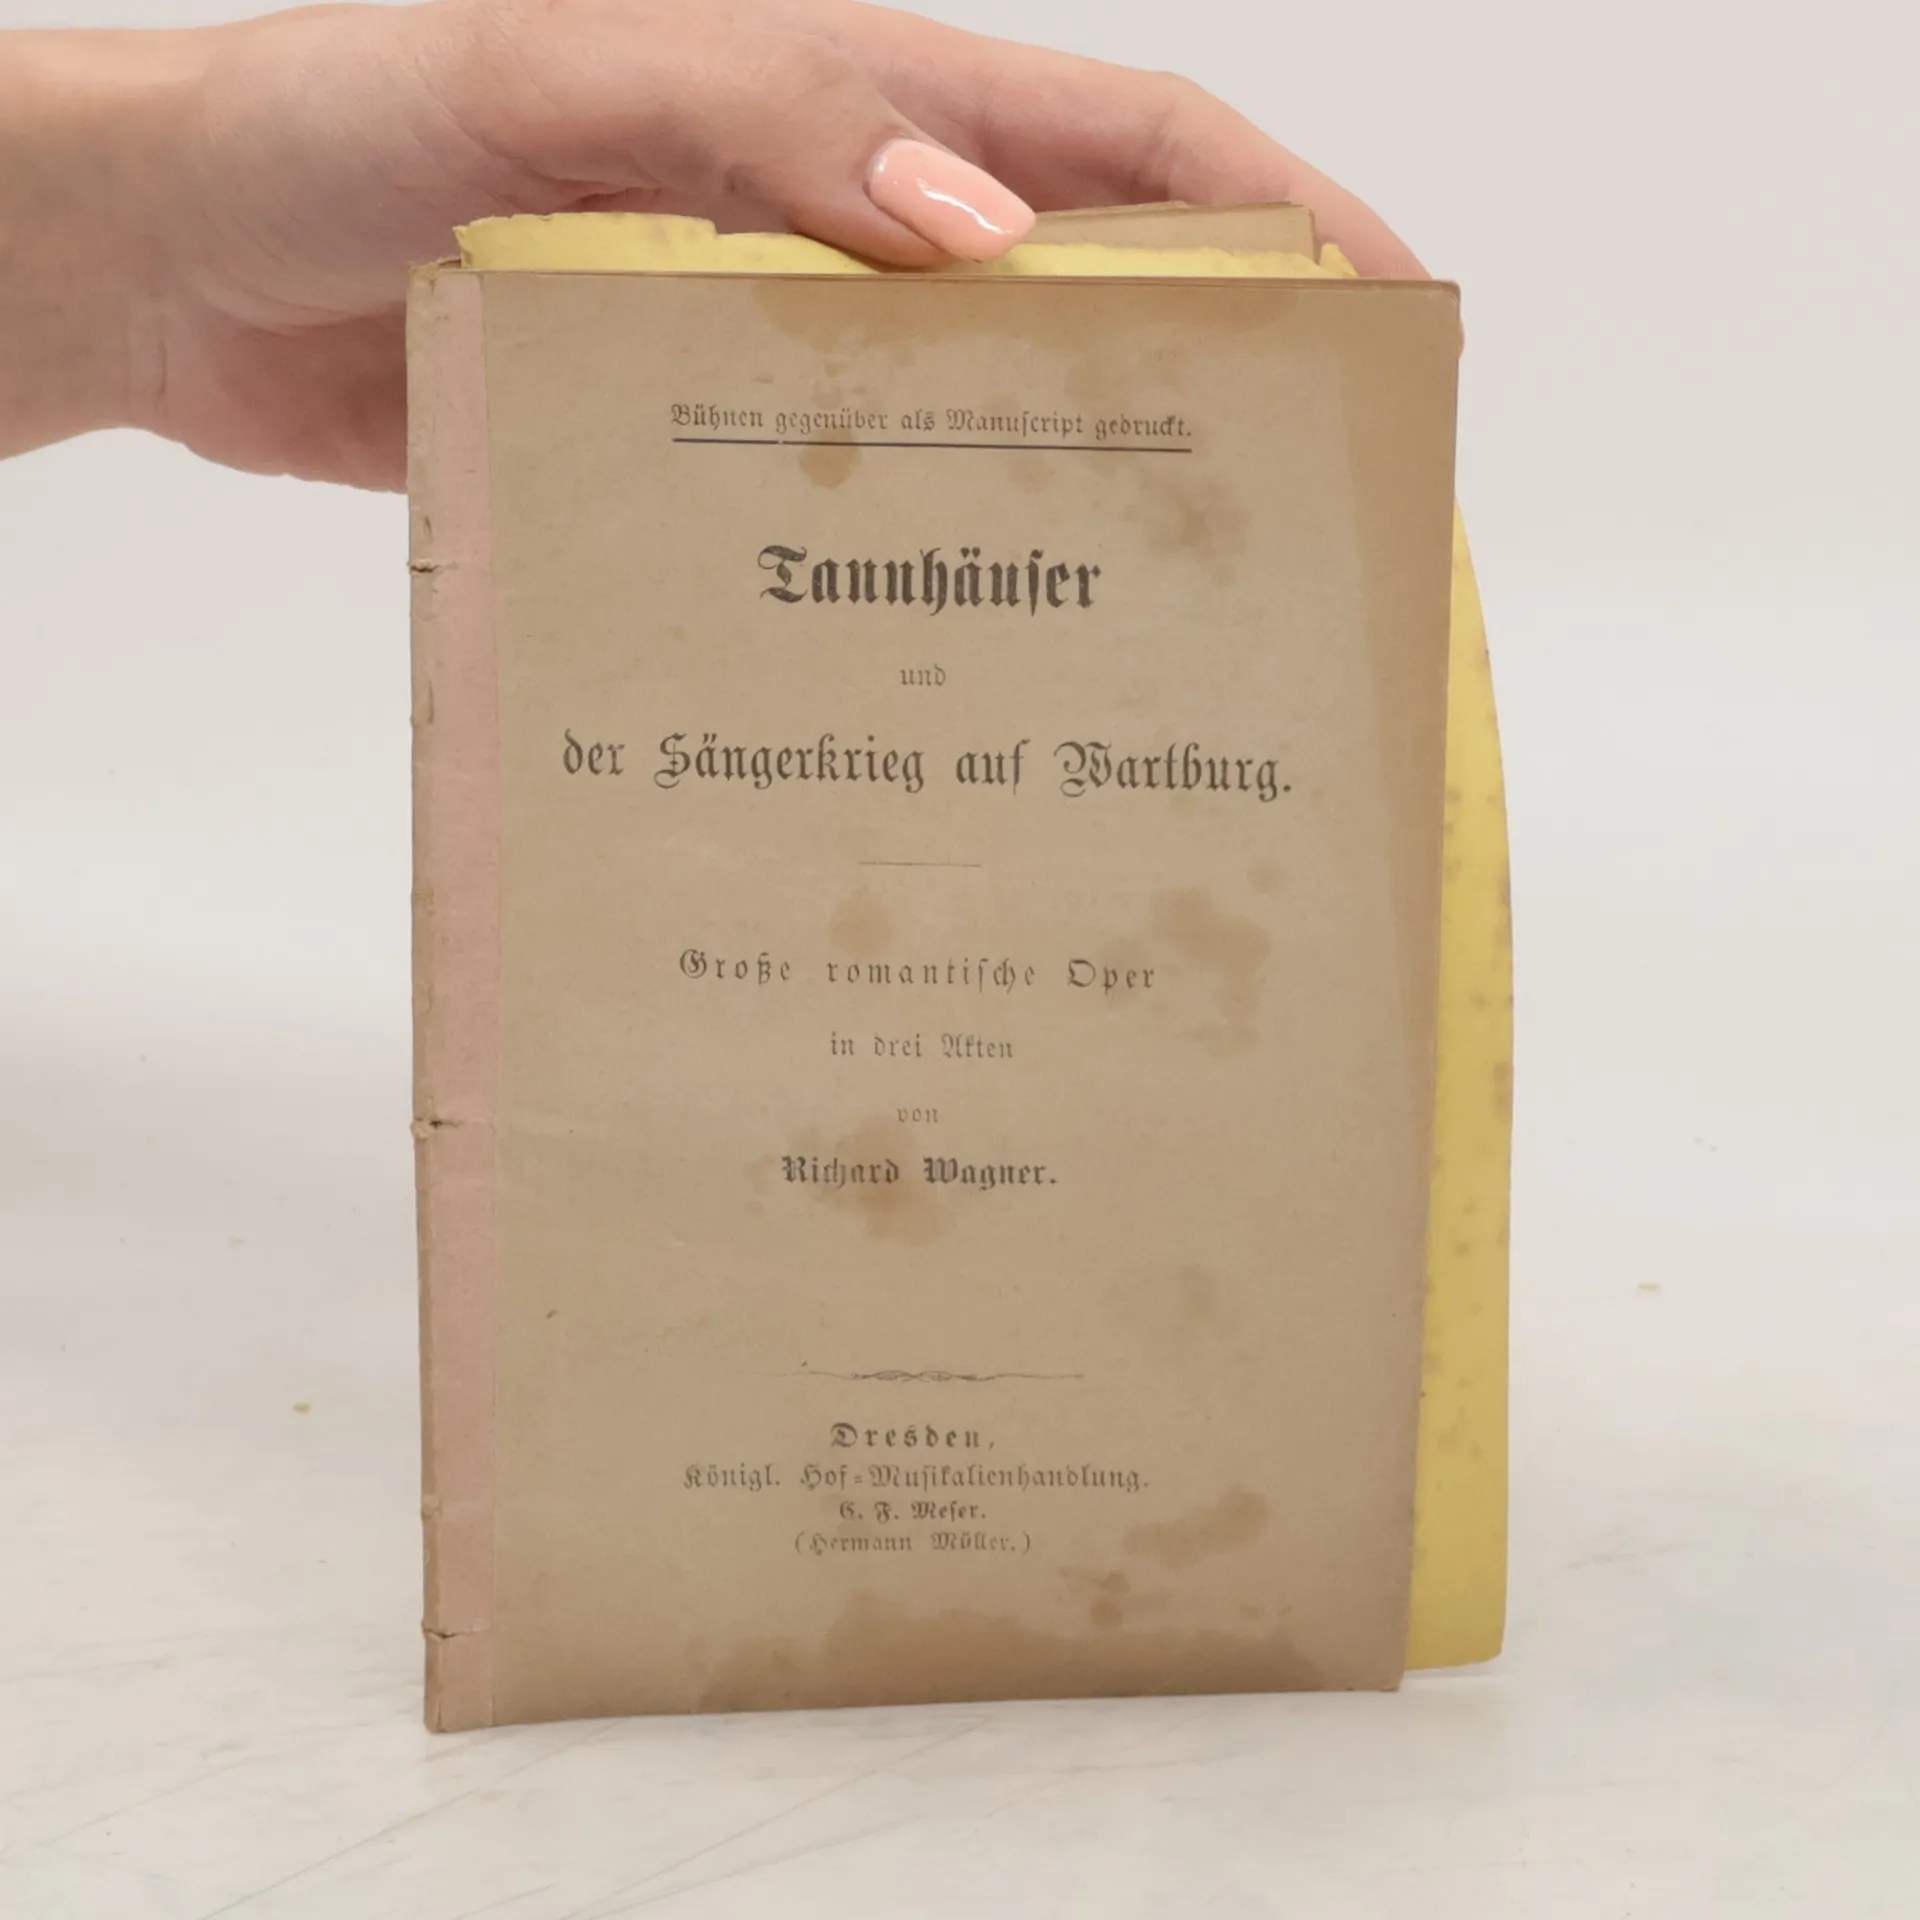 Bühnen gegenüber als Manuſcript gedruckt.
Tannhäuſer
und
der Sängerkrieg auf Wartburg.
Große romantiſche Oper
in drei Akten
von
Richard Wagner.
Dresden,
Königl. Hof=Muſikalienhandlung.
C. F. Meſer.
(Hermann Müller.)